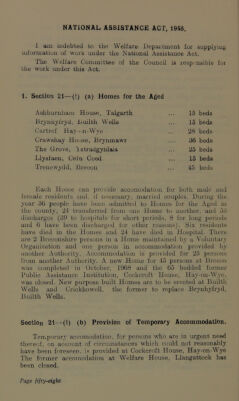 NATIONAL ASSISTANCE ACT, 1948.
I am indebted to the Welfare Department for supplying
information of work under the National Assistance Act.
The Welfare Committee of the Council is responsible for
the work under this Act.
1. Section 21—(1) (a) Homes for the Aged
Ashburnham House, Talgarth ... 15 beds
Brynayfryd, Builth Wells ... 15 beds
Cartref Hay-on-Wye ... 28 beds
Crawshay House, Brynmawr ... 36 beds
The Grove, Ystradgynlais ... 25 beds
Llysfaen, Cefn Coed ... 15 beds
Trenewydd, Brecon ... 45 beds
Each Home can provide accomodation for both male and
female residents and, if necessary, married couples. During the
year 56 people have been admitted to Homes for the Aged in
the county, 24 transferred from one Home to another, and 53
discharges (39 to hospitals for short periods, 8 for long periods
and 6 have been discharged for other reasons). Six residents
have died in the Homes and 24 have died in Hospital. There
are 2 Breconshire persons in a Home maintained by a Voluntary
Organisation and one person in accommodation provided by
another Authority. Accommodation is provided for 25 persons
from another Authority. A new Home for 45 persons at Brecon
was completed in October, 1968 and the 65 bedded former
Public Assistance Institution, Cockcroft House, Hay-on-Wye,
was closed. New purpose built Homes are to be erected at Builth
Wells and Crickhowell, the former to replace Brynhyfryd,
Builth Wells.
Section 21—(1) (b) Provision of Temporary Accommodation.
Temporary accommodation, for persons who are in urgent need
thereof, on account of circumstances which could not reasonably
have been foreseen, is provided at Cockcroft House, Hay-on-Wye
The former accommodation at Welfare House, Llangattock has
been closed.
Page fifty-eight